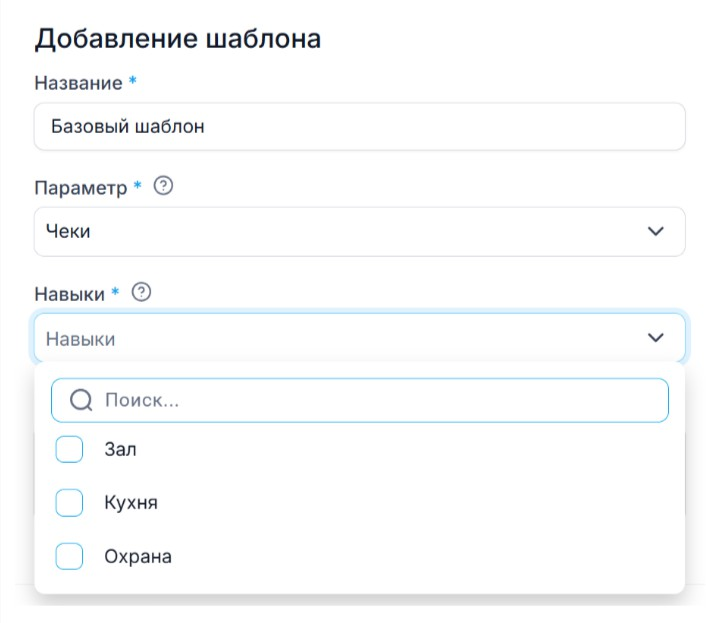 Добавление шаблона
Название *
Базовый шаблон
Параметр * ?
Чеки
Навыки * ?
Навыки
Поиск...
Зал
Кухня
Охрана